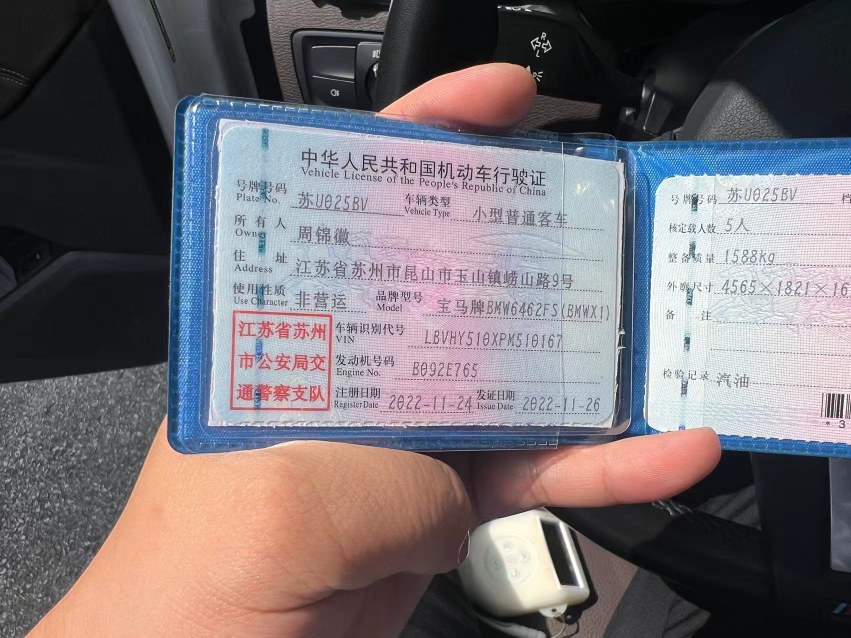 中华人民共和国机动车行驶证
Vehicle License of the People's Republic of China
号牌号码 苏U025BV 车辆类型 小型普通客车
Plate No. Vehicle Type
所有人 周锦徽
Owner
住址 江苏省苏州市昆山市玉山镇崂山路9号
Address
使用性质 非营运 品牌型号 宝马牌BMW6462FS(BMWX1)
Use Character Model
江苏省苏州
市公安局交
通警察支队
车辆识别代号 LBVHY510XPM510167
VIN
发动机号码 B092E765
Engine No.
注册日期 2022-11-24 发证日期 2022-11-26
Register Date Issue Date
号牌号码 苏U025BV 档
核定载人数 5人
整备质量 1588kg
外廓尺寸 4565×1821×16
备注
检验记录 汽油
*3
R
L